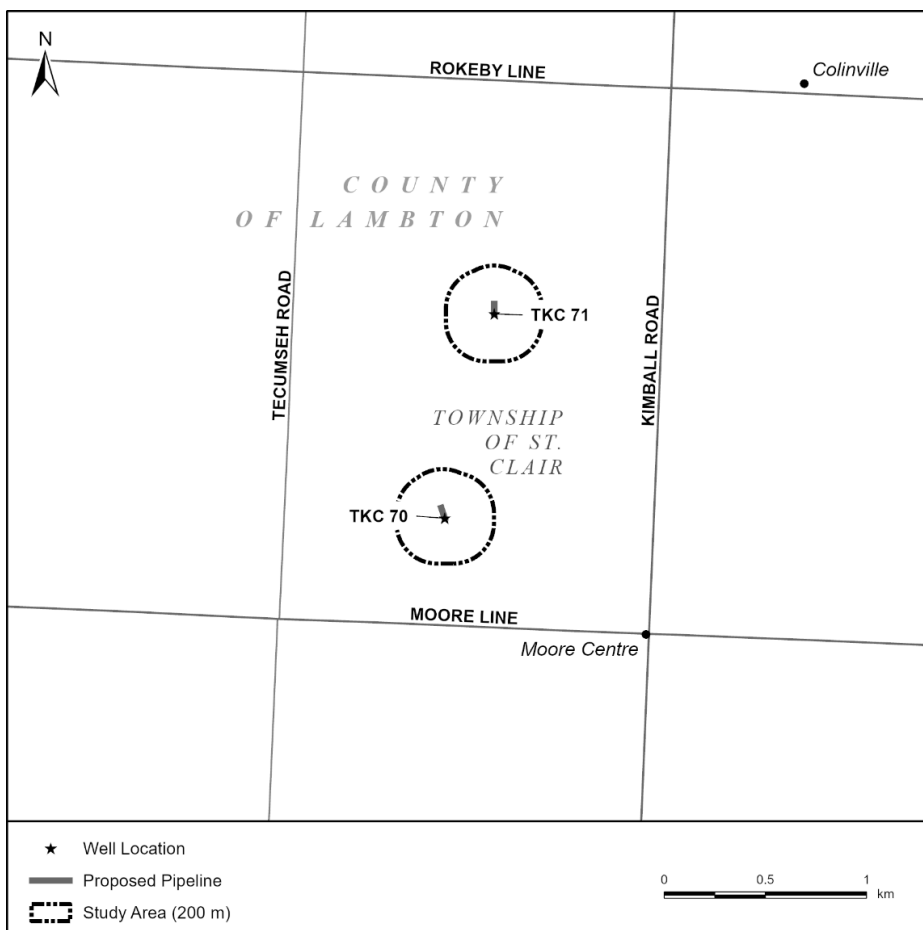 N
ROKEBY LINE
Colinville
COUNTY
OF LAMBTON
TECUMSEH ROAD
KIMBALL ROAD
TKC 71
TOWNSHIP
OF ST.
CLAIR
TKC 70
MOORE LINE
Moore Centre
Well Location
Proposed Pipeline
Study Area (200 m)
0 0.5 1
km